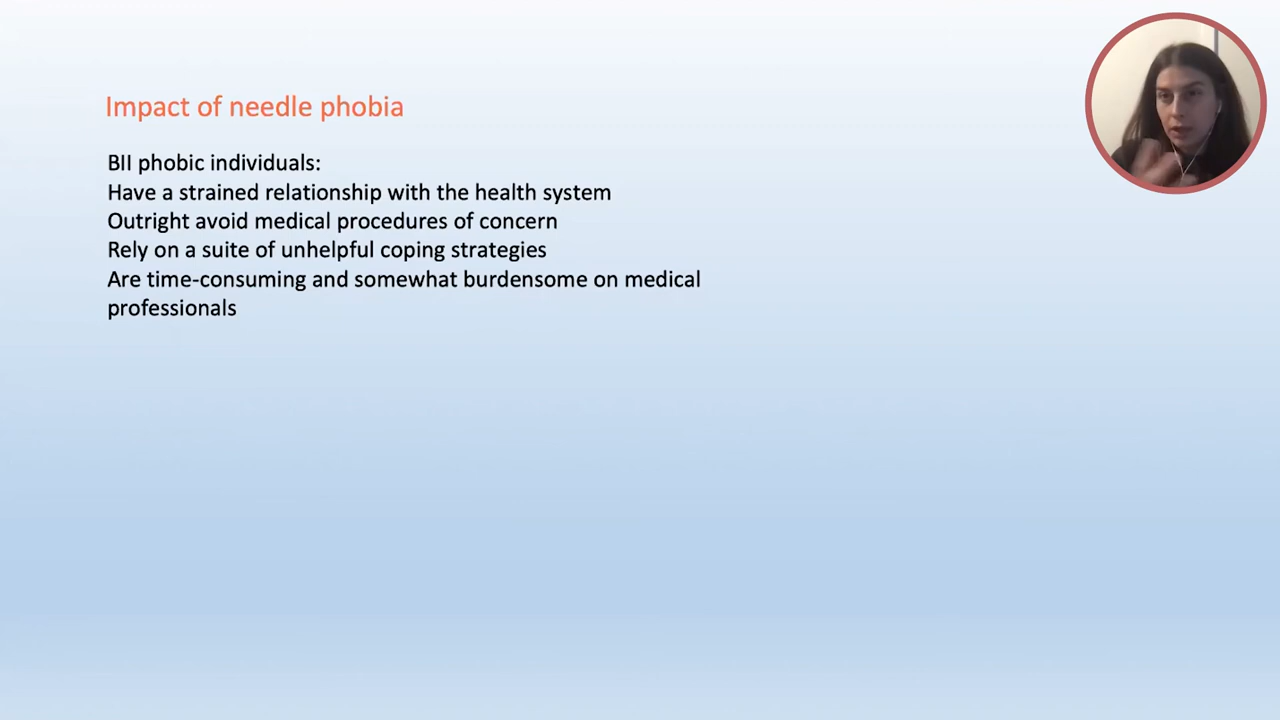 Impact of needle phobia
BII phobic individuals:
Have a strained relationship with the health system
Outright avoid medical procedures of concern
Rely on a suite of unhelpful coping strategies
Are time-consuming and somewhat burdensome on medical
professionals